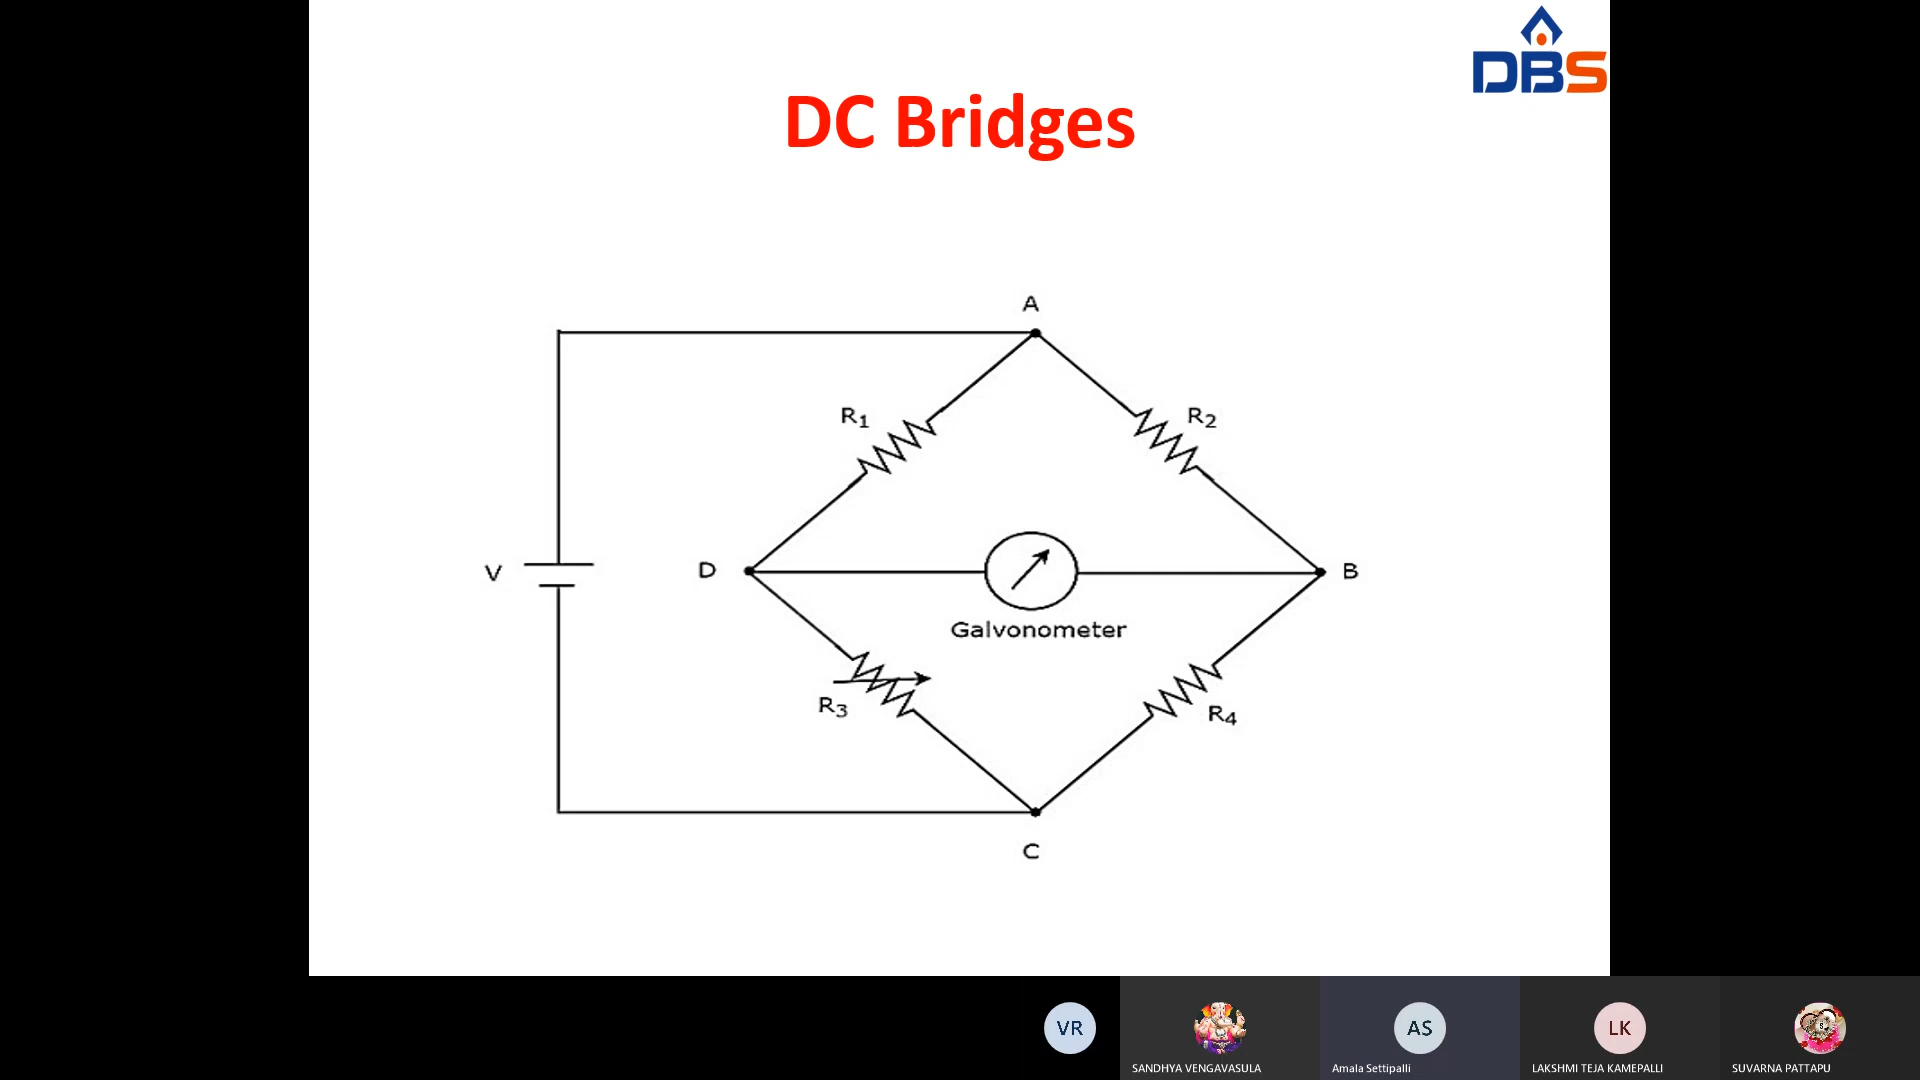 DBS
DC Bridges
A
R1
R2
V
D
B
Galvonometer
R3
R4
C
VR
AS
LK
SANDHYA VENGAVASULA
Amala Settipalli
LAKSHMI TEJA KAMEPALLI
SUVARNA PATTAPU